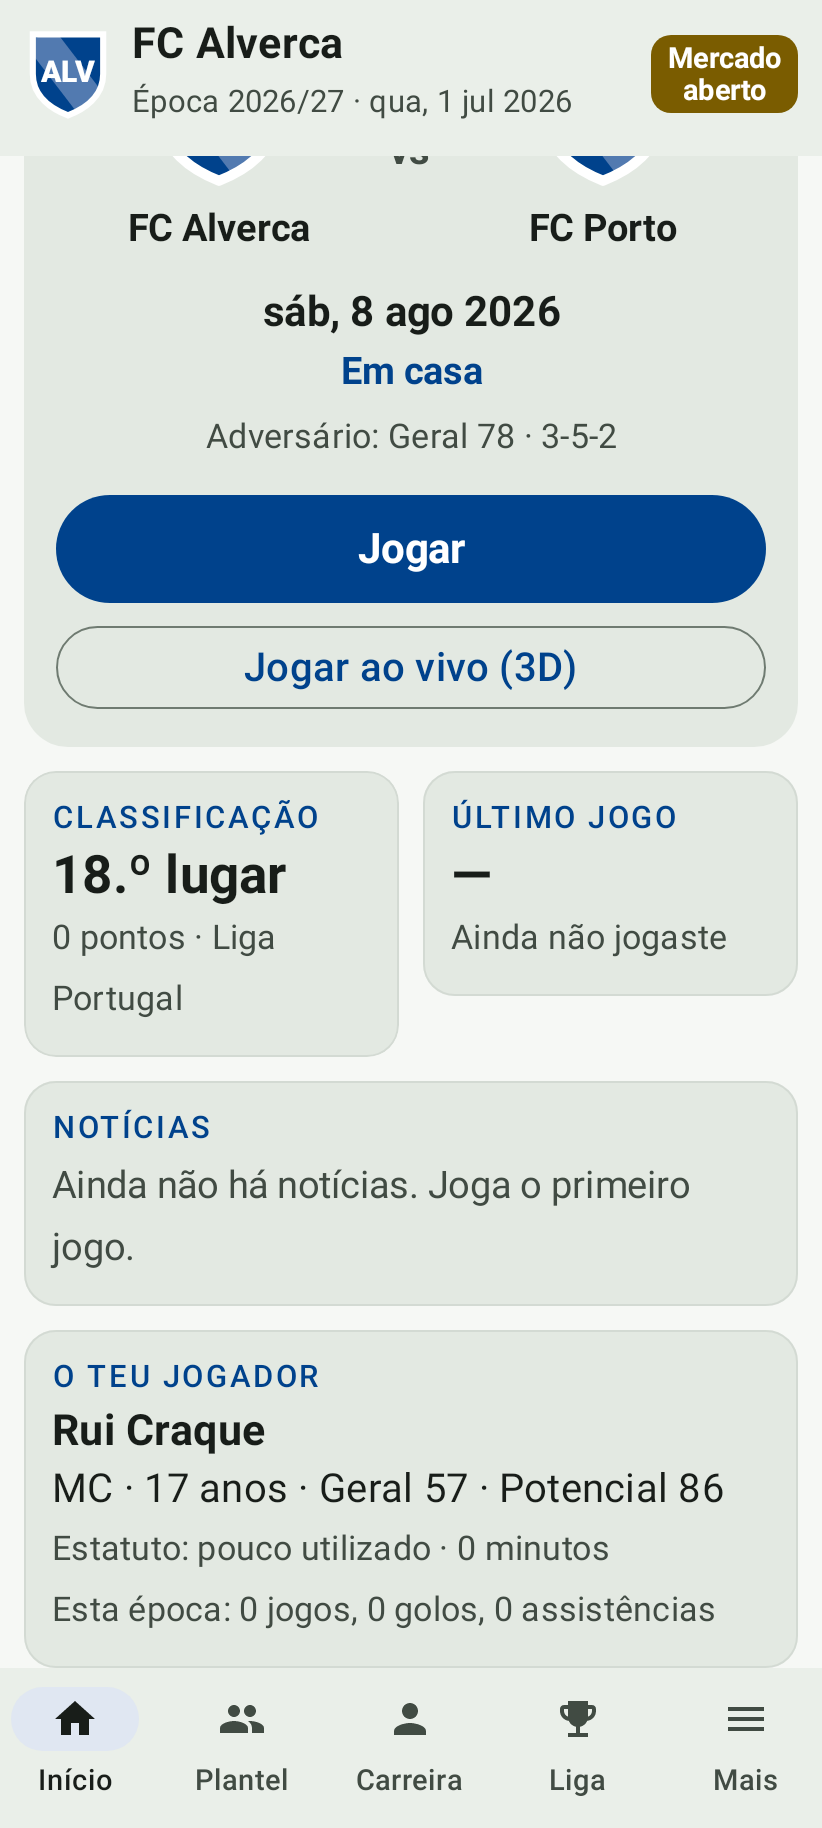 ALV
FC Alverca
Época 2026/27 · qua, 1 jul 2026
Mercado
aberto
vs
FC Alverca
FC Porto
sáb, 8 ago 2026
Em casa
Adversário: Geral 78 · 3-5-2
Jogar
Jogar ao vivo (3D)
CLASSIFICAÇÃO
18.º lugar
0 pontos · Liga
Portugal
ÚLTIMO JOGO
—
Ainda não jogaste
NOTÍCIAS
Ainda não há notícias. Joga o primeiro
jogo.
O TEU JOGADOR
Rui Craque
MC · 17 anos · Geral 57 · Potencial 86
Estatuto: pouco utilizado · 0 minutos
Esta época: 0 jogos, 0 golos, 0 assistências
Início
Plantel
Carreira
Liga
Mais